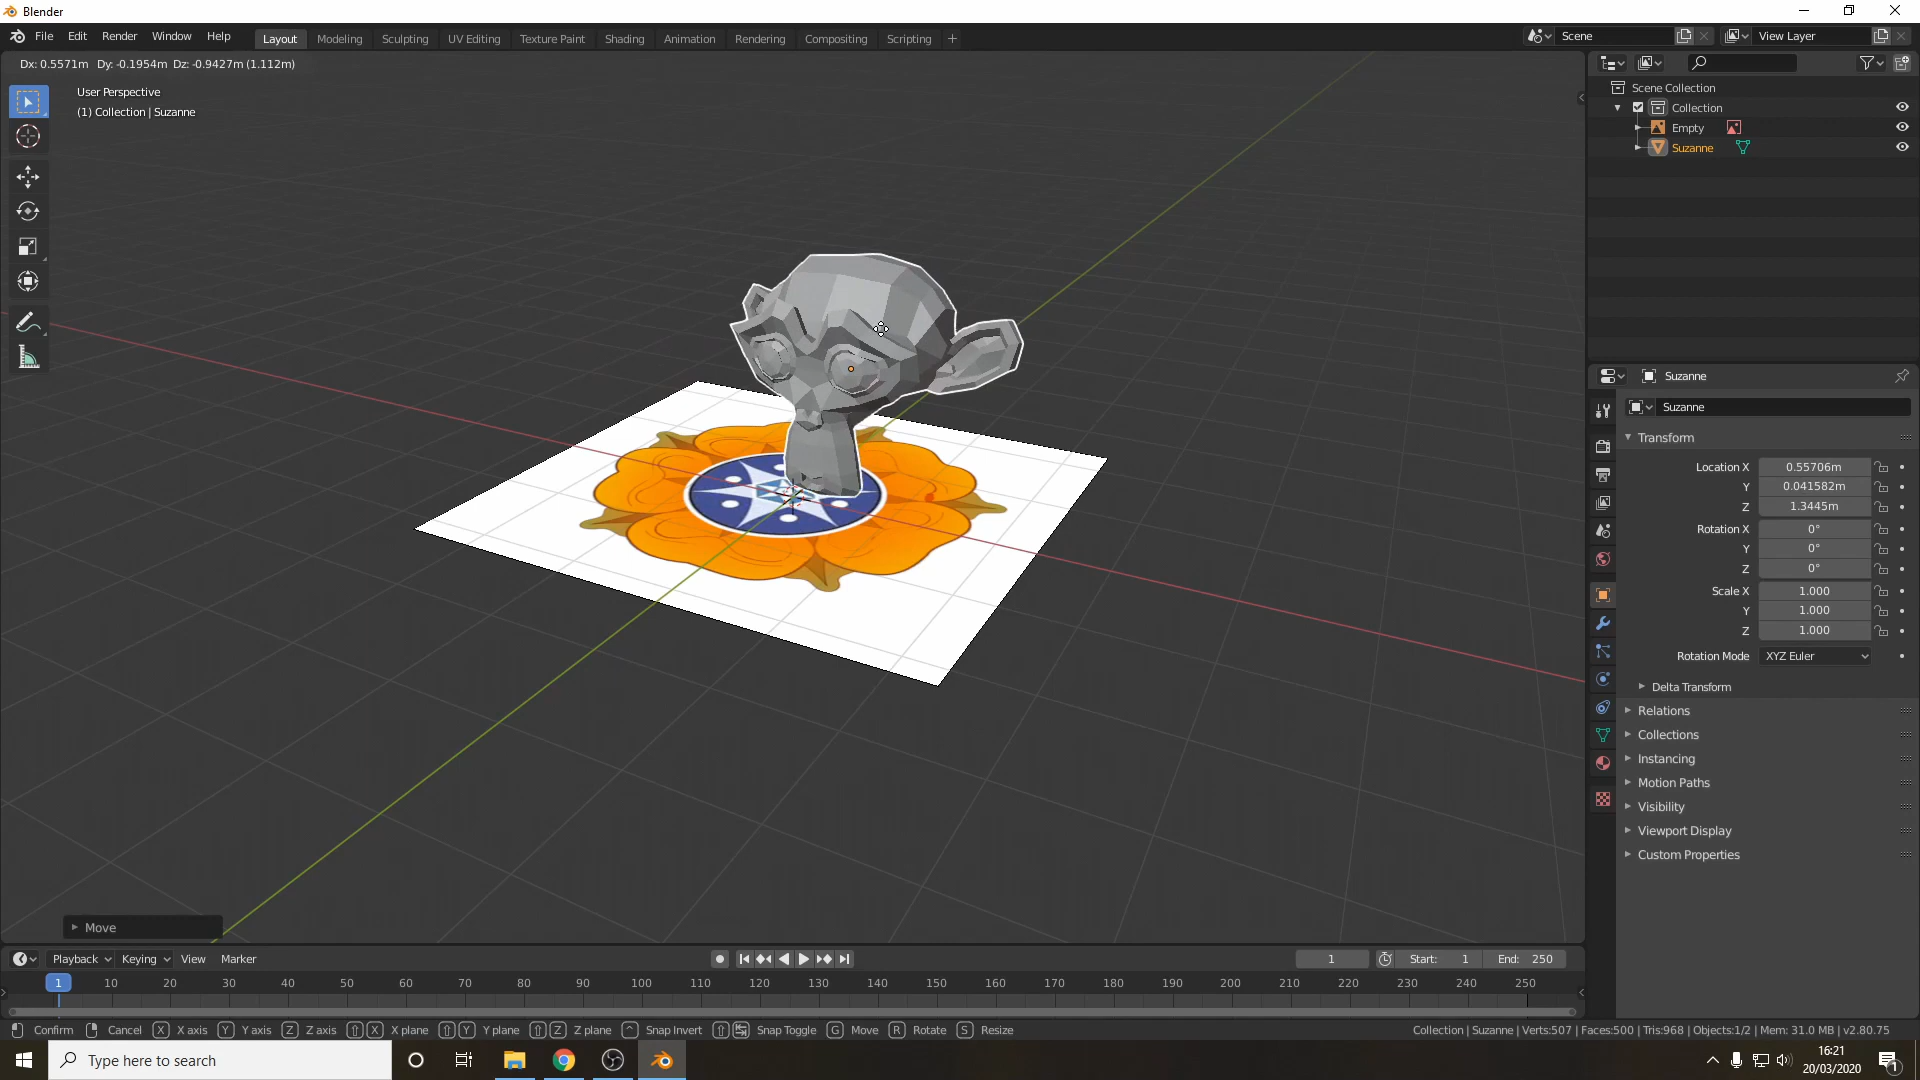 Blender
File Edit Render Window Help
Layout Modeling Sculpting UV Editing Texture Paint Shading Animation Rendering Compositing Scripting +
Scene
View Layer
Dx: 0.5571m Dy: -0.1954m Dz: -0.9427m (1.112m)
User Perspective
(1) Collection | Suzanne
Scene Collection
Collection
Empty
Suzanne
Suzanne
Suzanne
Transform
Location X 0.55706m
Y 0.041582m
Z 1.3445m
Rotation X 0°
Y 0°
Z 0°
Scale X 1.000
Y 1.000
Z 1.000
Rotation Mode XYZ Euler
Delta Transform
Relations
Collections
Instancing
Motion Paths
Visibility
Viewport Display
Custom Properties
Move
Playback Keying View Marker
1
Start: 1
End: 250
1 10 20 30 40 50 60 70 80 90 100 110 120 130 140 150 160 170 180 190 200 210 220 230 240 250
Confirm Cancel X X axis Y Y axis Z Z axis X X plane Y Y plane Z Z plane ^ Snap Invert Snap Toggle G Move R Rotate S Resize
Collection | Suzanne | Verts:507 | Faces:500 | Tris:968 | Objects:1/2 | Mem: 31.0 MB | v2.80.75
Type here to search
16:21
20/03/2020
1